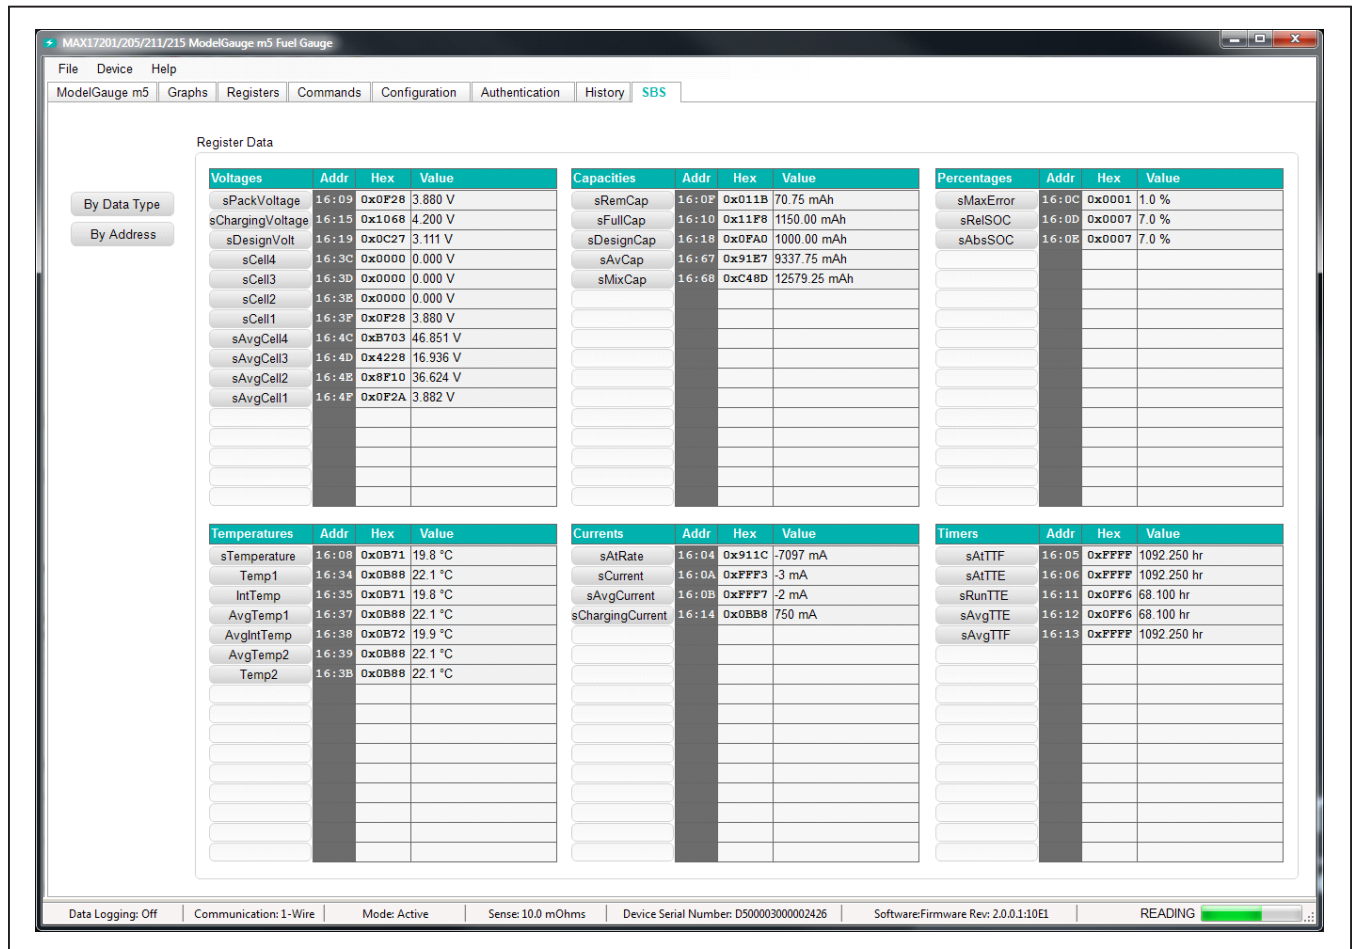 MAX17201/205/211/215 ModelGauge m5 Fuel Gauge
File Device Help
ModelGauge m5 Graphs Registers Commands Configuration Authentication History SBS
Register Data
By Data Type
By Address
Voltages Addr Hex Value
sPackVoltage 16:09 0x0F28 3.880 V
sChargingVoltage 16:15 0x1068 4.200 V
sDesignVolt 16:19 0x0C27 3.111 V
sCell4 16:3C 0x0000 0.000 V
sCell3 16:3D 0x0000 0.000 V
sCell2 16:3E 0x0000 0.000 V
sCell1 16:3F 0x0F28 3.880 V
sAvgCell4 16:4C 0xB703 46.851 V
sAvgCell3 16:4D 0x4228 16.936 V
sAvgCell2 16:4E 0x8F10 36.624 V
sAvgCell1 16:4F 0x0F2A 3.882 V
Capacities Addr Hex Value
sRemCap 16:0F 0x011B 70.75 mAh
sFullCap 16:10 0x11F8 1150.00 mAh
sDesignCap 16:18 0x0FA0 1000.00 mAh
sAvCap 16:67 0x91E7 9337.75 mAh
sMixCap 16:68 0xC48D 12579.25 mAh
Percentages Addr Hex Value
sMaxError 16:0C 0x0001 1.0 %
sRelSOC 16:0D 0x0007 7.0 %
sAbsSOC 16:0E 0x0007 7.0 %
Temperatures Addr Hex Value
sTemperature 16:08 0x0B71 19.8 °C
Temp1 16:34 0x0B88 22.1 °C
IntTemp 16:35 0x0B71 19.8 °C
AvgTemp1 16:37 0x0B88 22.1 °C
AvgIntTemp 16:38 0x0B72 19.9 °C
AvgTemp2 16:39 0x0B88 22.1 °C
Temp2 16:3B 0x0B88 22.1 °C
Currents Addr Hex Value
sAtRate 16:04 0x911C -7097 mA
sCurrent 16:0A 0xFFF3 -3 mA
sAvgCurrent 16:0B 0xFFF7 -2 mA
sChargingCurrent 16:14 0x0BB8 750 mA
Timers Addr Hex Value
sAtTTF 16:05 0xFFFF 1092.250 hr
sAtTTE 16:06 0xFFFF 1092.250 hr
sRunTTE 16:11 0x0FF6 68.100 hr
sAvgTTE 16:12 0x0FF6 68.100 hr
sAvgTTF 16:13 0xFFFF 1092.250 hr
Data Logging: Off Communication: 1-Wire Mode: Active Sense: 10.0 mOhms Device Serial Number: D500003000002426 Software:Firmware Rev: 2.0.0.1:10E1 READING